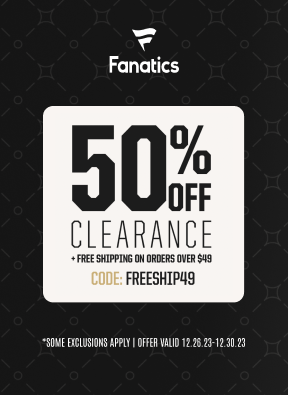 Fanatics
50%
OFF
CLEARANCE
+ FREE SHIPPING ON ORDERS OVER $49
CODE: FREESHIP49
*SOME EXCLUSIONS APPLY | OFFER VALID 12.26.23-12.30.23